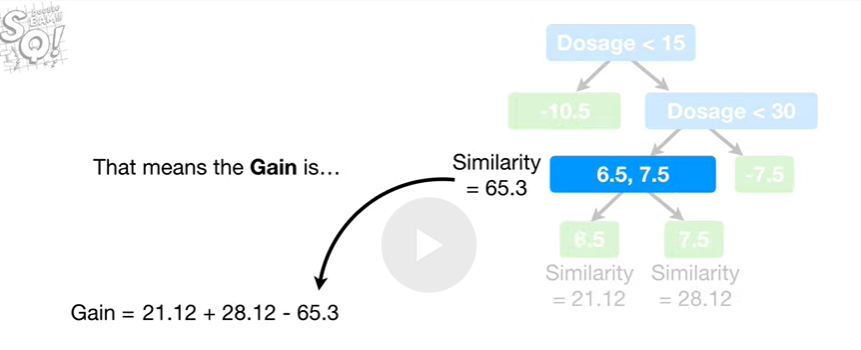 SQ!
Dosage < 15
-10.5
Dosage < 30
That means the Gain is…
Similarity
= 65.3
6.5, 7.5
-7.5
6.5
7.5
Similarity
= 21.12
Similarity
= 28.12
Gain = 21.12 + 28.12 - 65.3